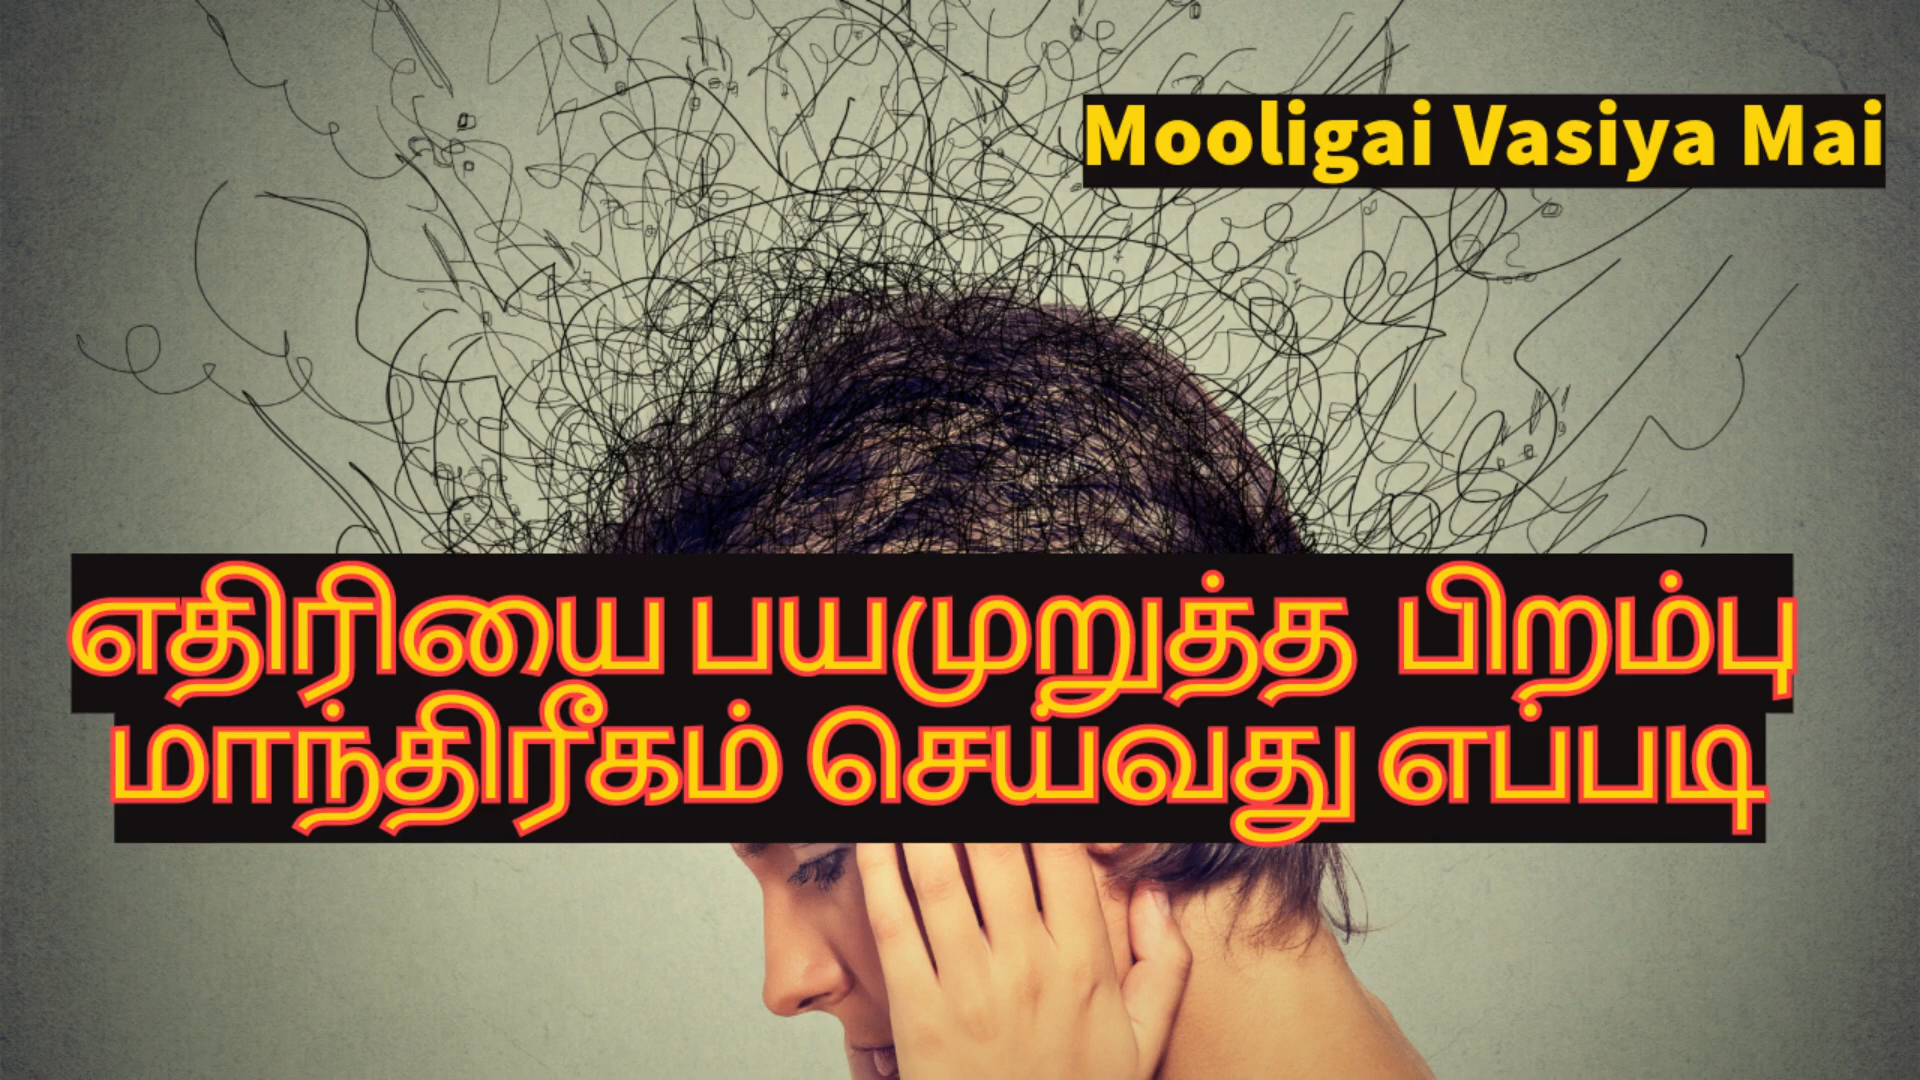 Mooligai Vasiya Mai
எதிரியை பயமுறுத்த பிறம்பு
மாந்திரீகம் செய்வது எப்படி